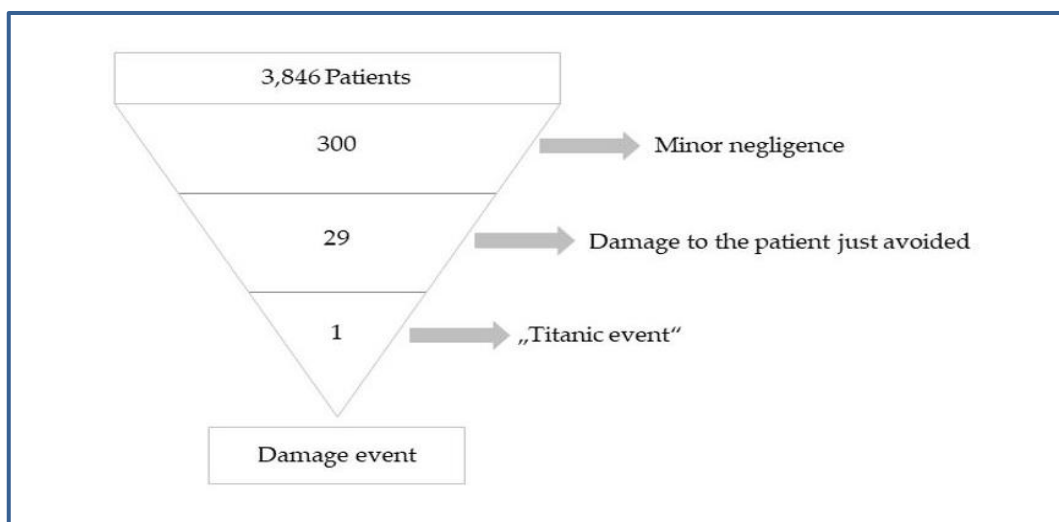 3,846 Patients
300
Minor negligence
29
Damage to the patient just avoided
1
„Titanic event“
Damage event